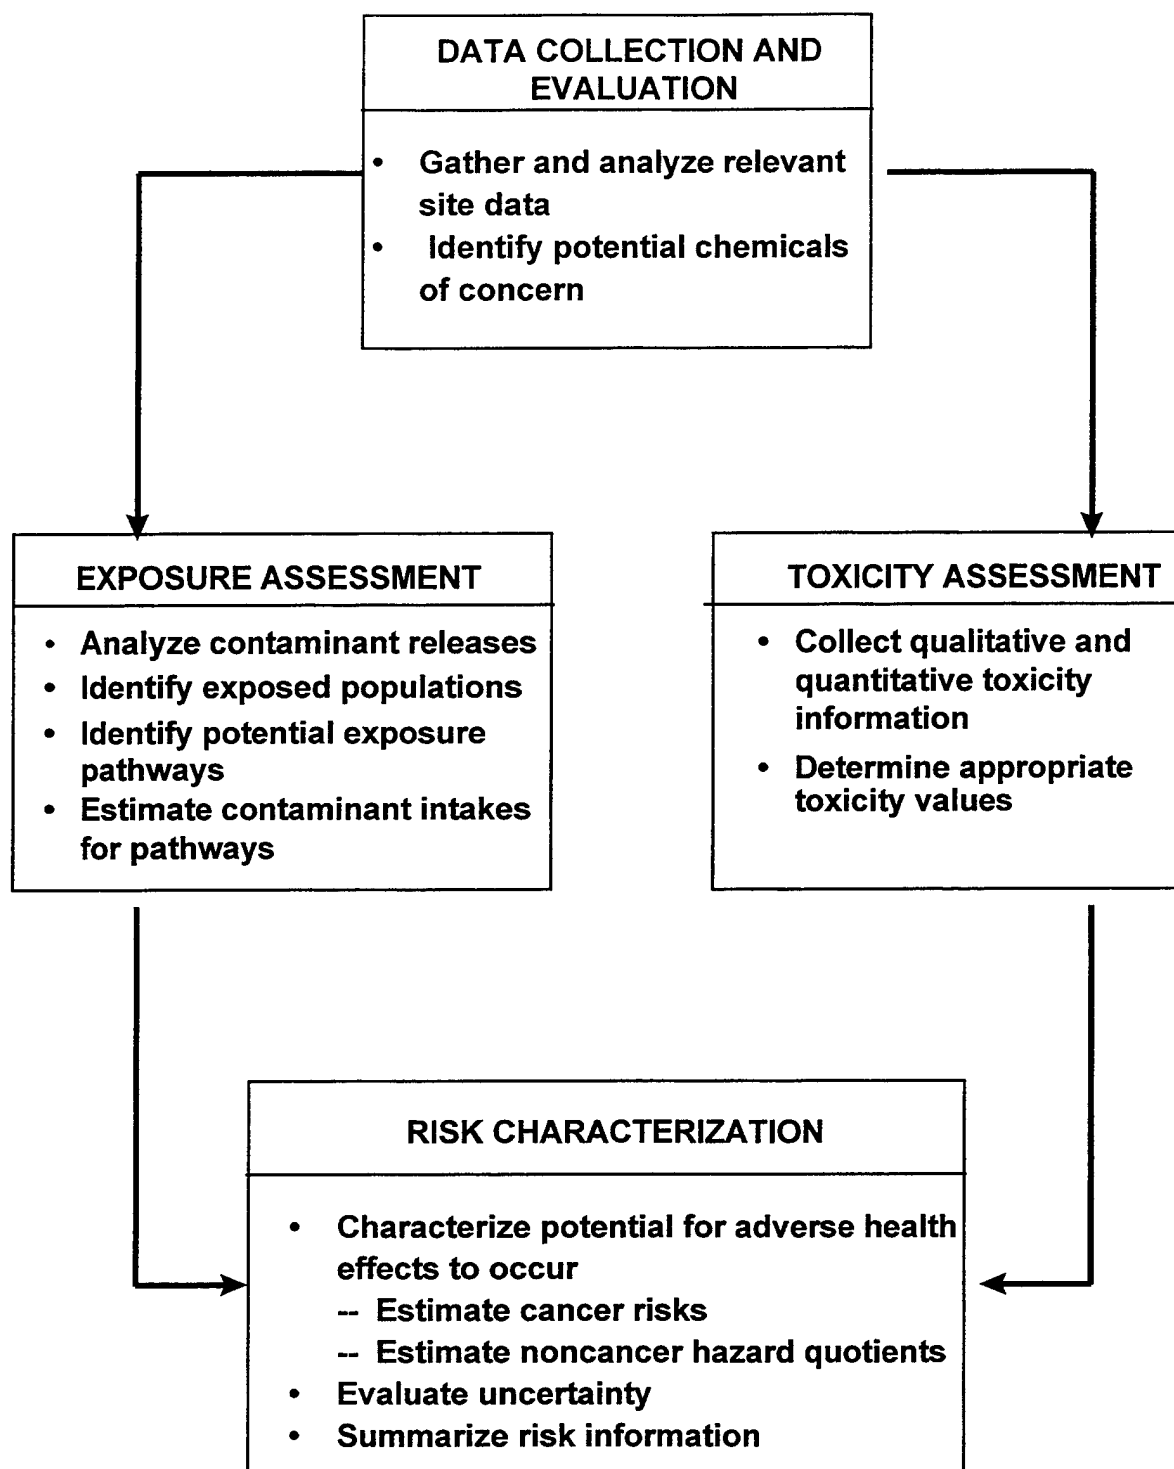 DATA COLLECTION AND
EVALUATION
• Gather and analyze relevant
site data
• Identify potential chemicals
of concern
EXPOSURE ASSESSMENT
• Analyze contaminant releases
• Identify exposed populations
• Identify potential exposure
pathways
• Estimate contaminant intakes
for pathways
TOXICITY ASSESSMENT
• Collect qualitative and
quantitative toxicity
information
• Determine appropriate
toxicity values
RISK CHARACTERIZATION
• Characterize potential for adverse health
effects to occur
-- Estimate cancer risks
-- Estimate noncancer hazard quotients
• Evaluate uncertainty
• Summarize risk information